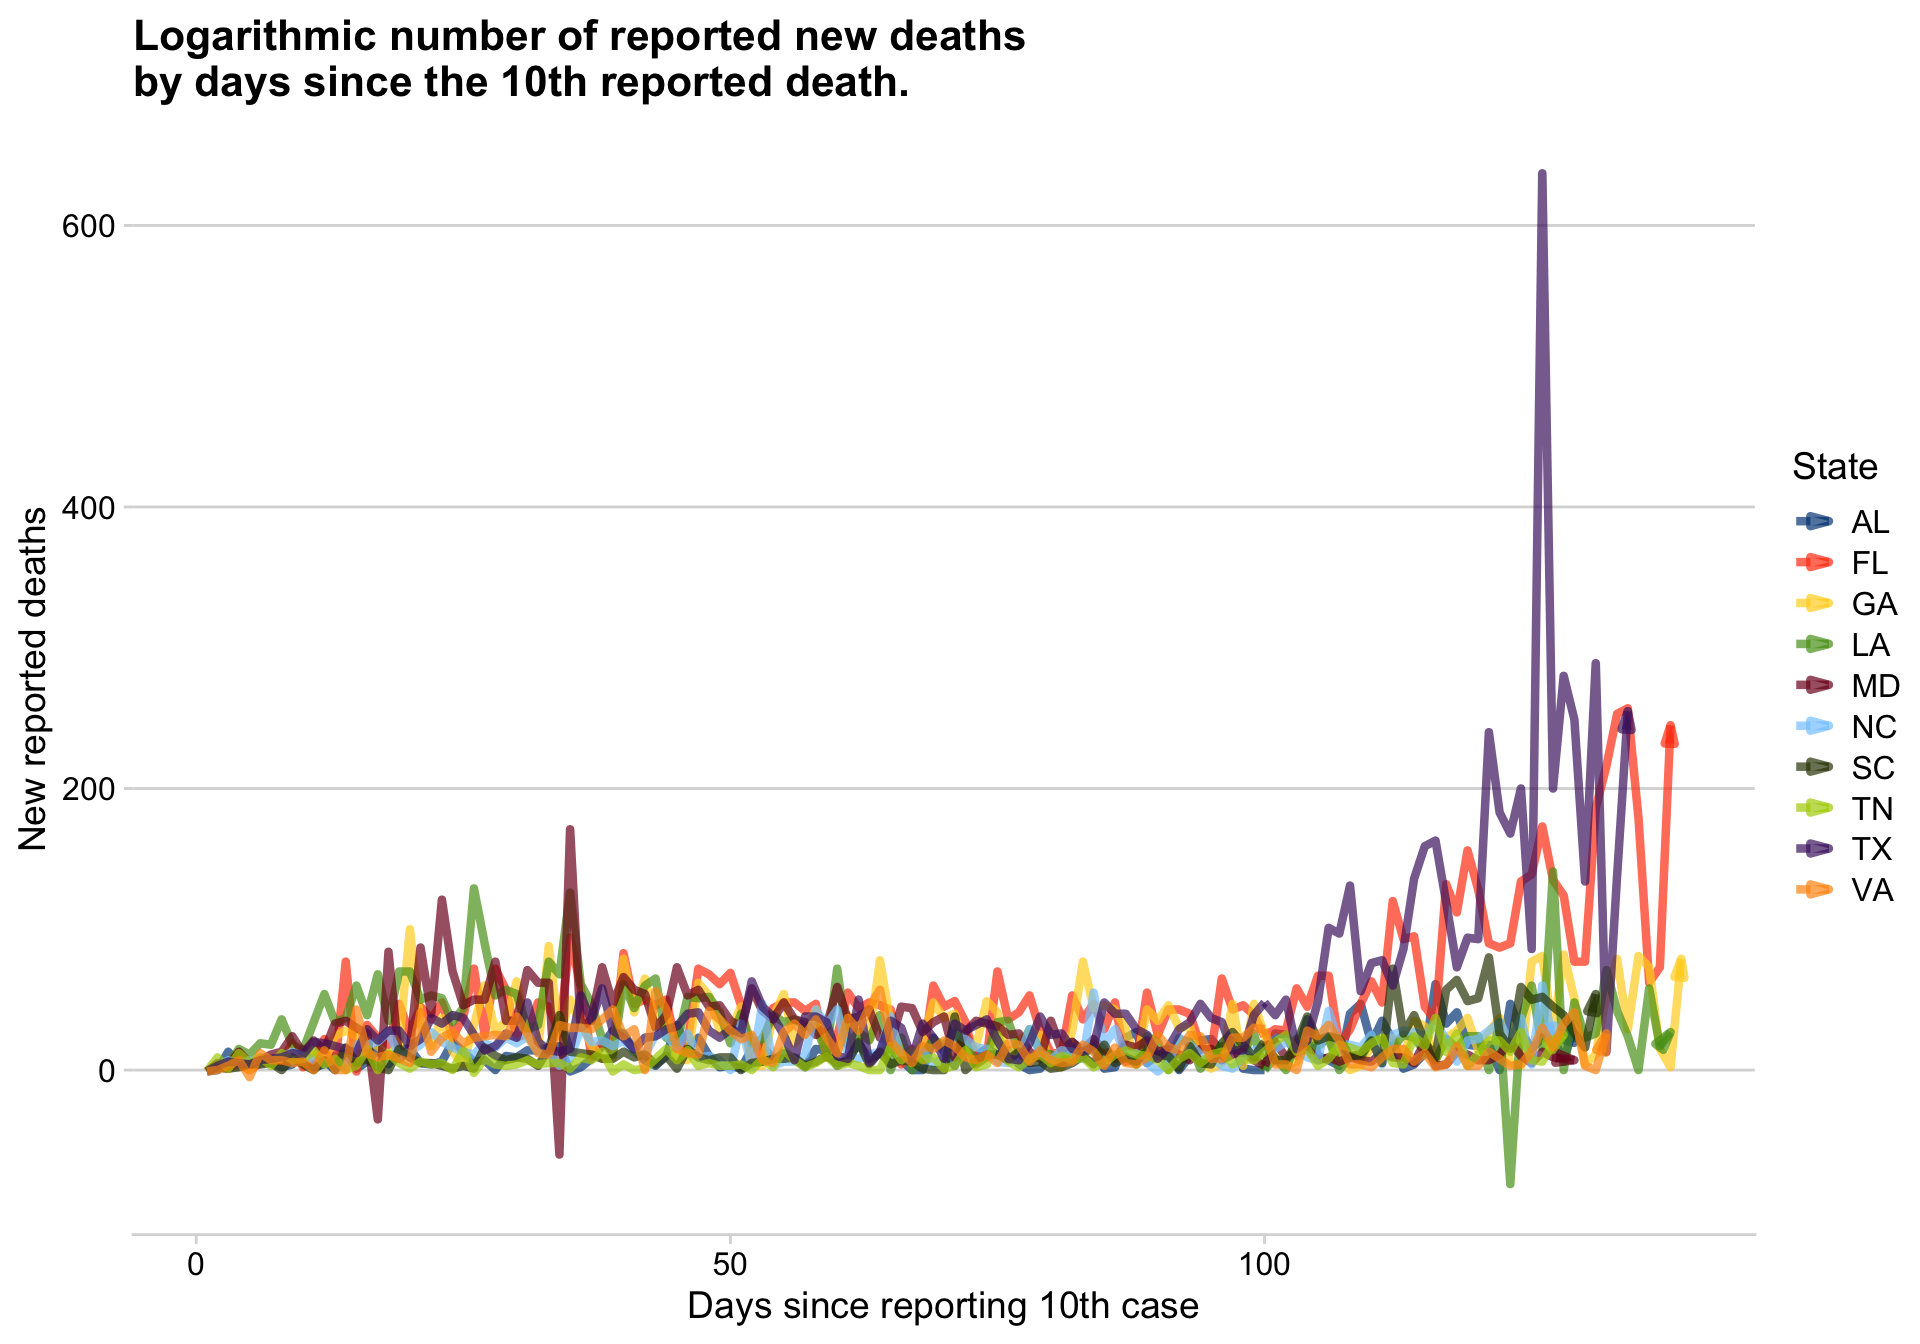 Logarithmic number of reported new deaths
by days since the 10th reported death.
New reported deaths
600
400
200
0
0
50
100
Days since reporting 10th case
State
AL
FL
GA
LA
MD
NC
SC
TN
TX
VA